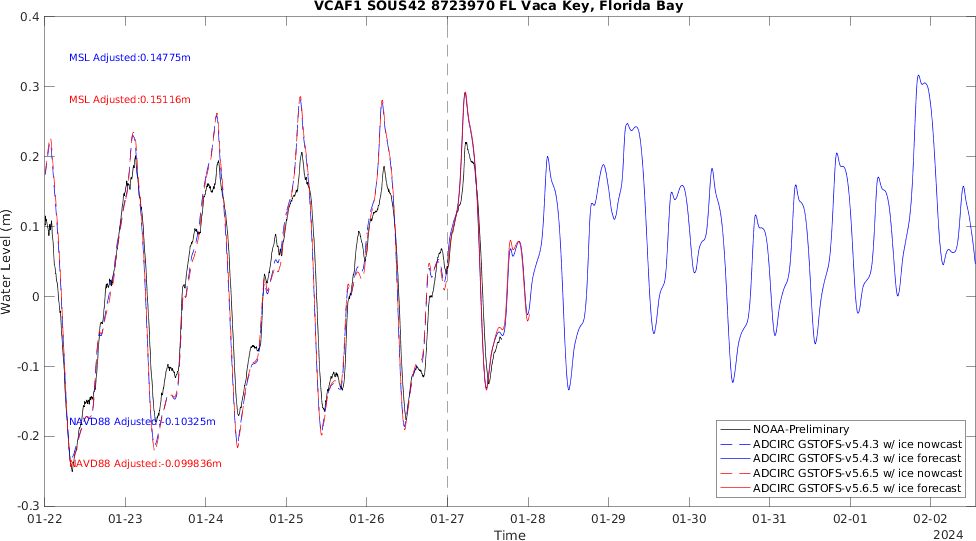 VCAF1 SOUS42 8723970 FL Vaca Key, Florida Bay
0.4
0.3
0.2
0.1
0
-0.1
-0.2
-0.3
Water Level (m)
MSL Adjusted:0.14775m
MSL Adjusted:0.15116m
NAVD88 Adjusted:-0.10325m
NAVD88 Adjusted:-0.099836m
NOAA-Preliminary
ADCIRC GSTOFS-v5.4.3 w/ ice nowcast
ADCIRC GSTOFS-v5.4.3 w/ ice forecast
ADCIRC GSTOFS-v5.6.5 w/ ice nowcast
ADCIRC GSTOFS-v5.6.5 w/ ice forecast
01-22 01-23 01-24 01-25 01-26 01-27 01-28 01-29 01-30 01-31 02-01 02-02
2024
Time